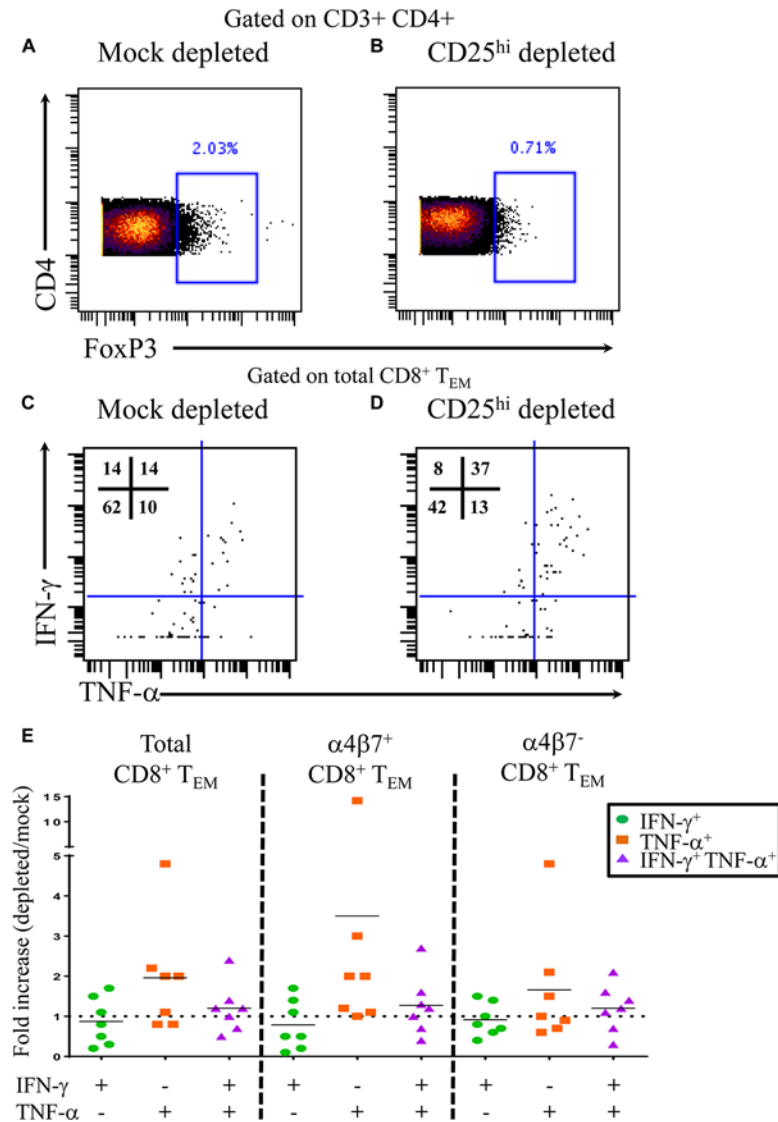 Gated on CD3+ CD4+
A Mock depleted
B CD25hi depleted
2.03%
0.71%
CD4
FoxP3
Gated on total CD8+ TEM
C Mock depleted
D CD25hi depleted
14 14
62 10
8 37
42 13
IFN-γ
TNF-α
E
Total CD8+ TEM
α4β7+ CD8+ TEM
α4β7- CD8+ TEM
Fold increase (depleted/mock)
15
10
5
4
3
2
1
0
IFN-γ+
TNF-α+
IFN-γ+ TNF-α+
IFN-γ + - + + - + + - +
TNF-α - + + - + + - + +